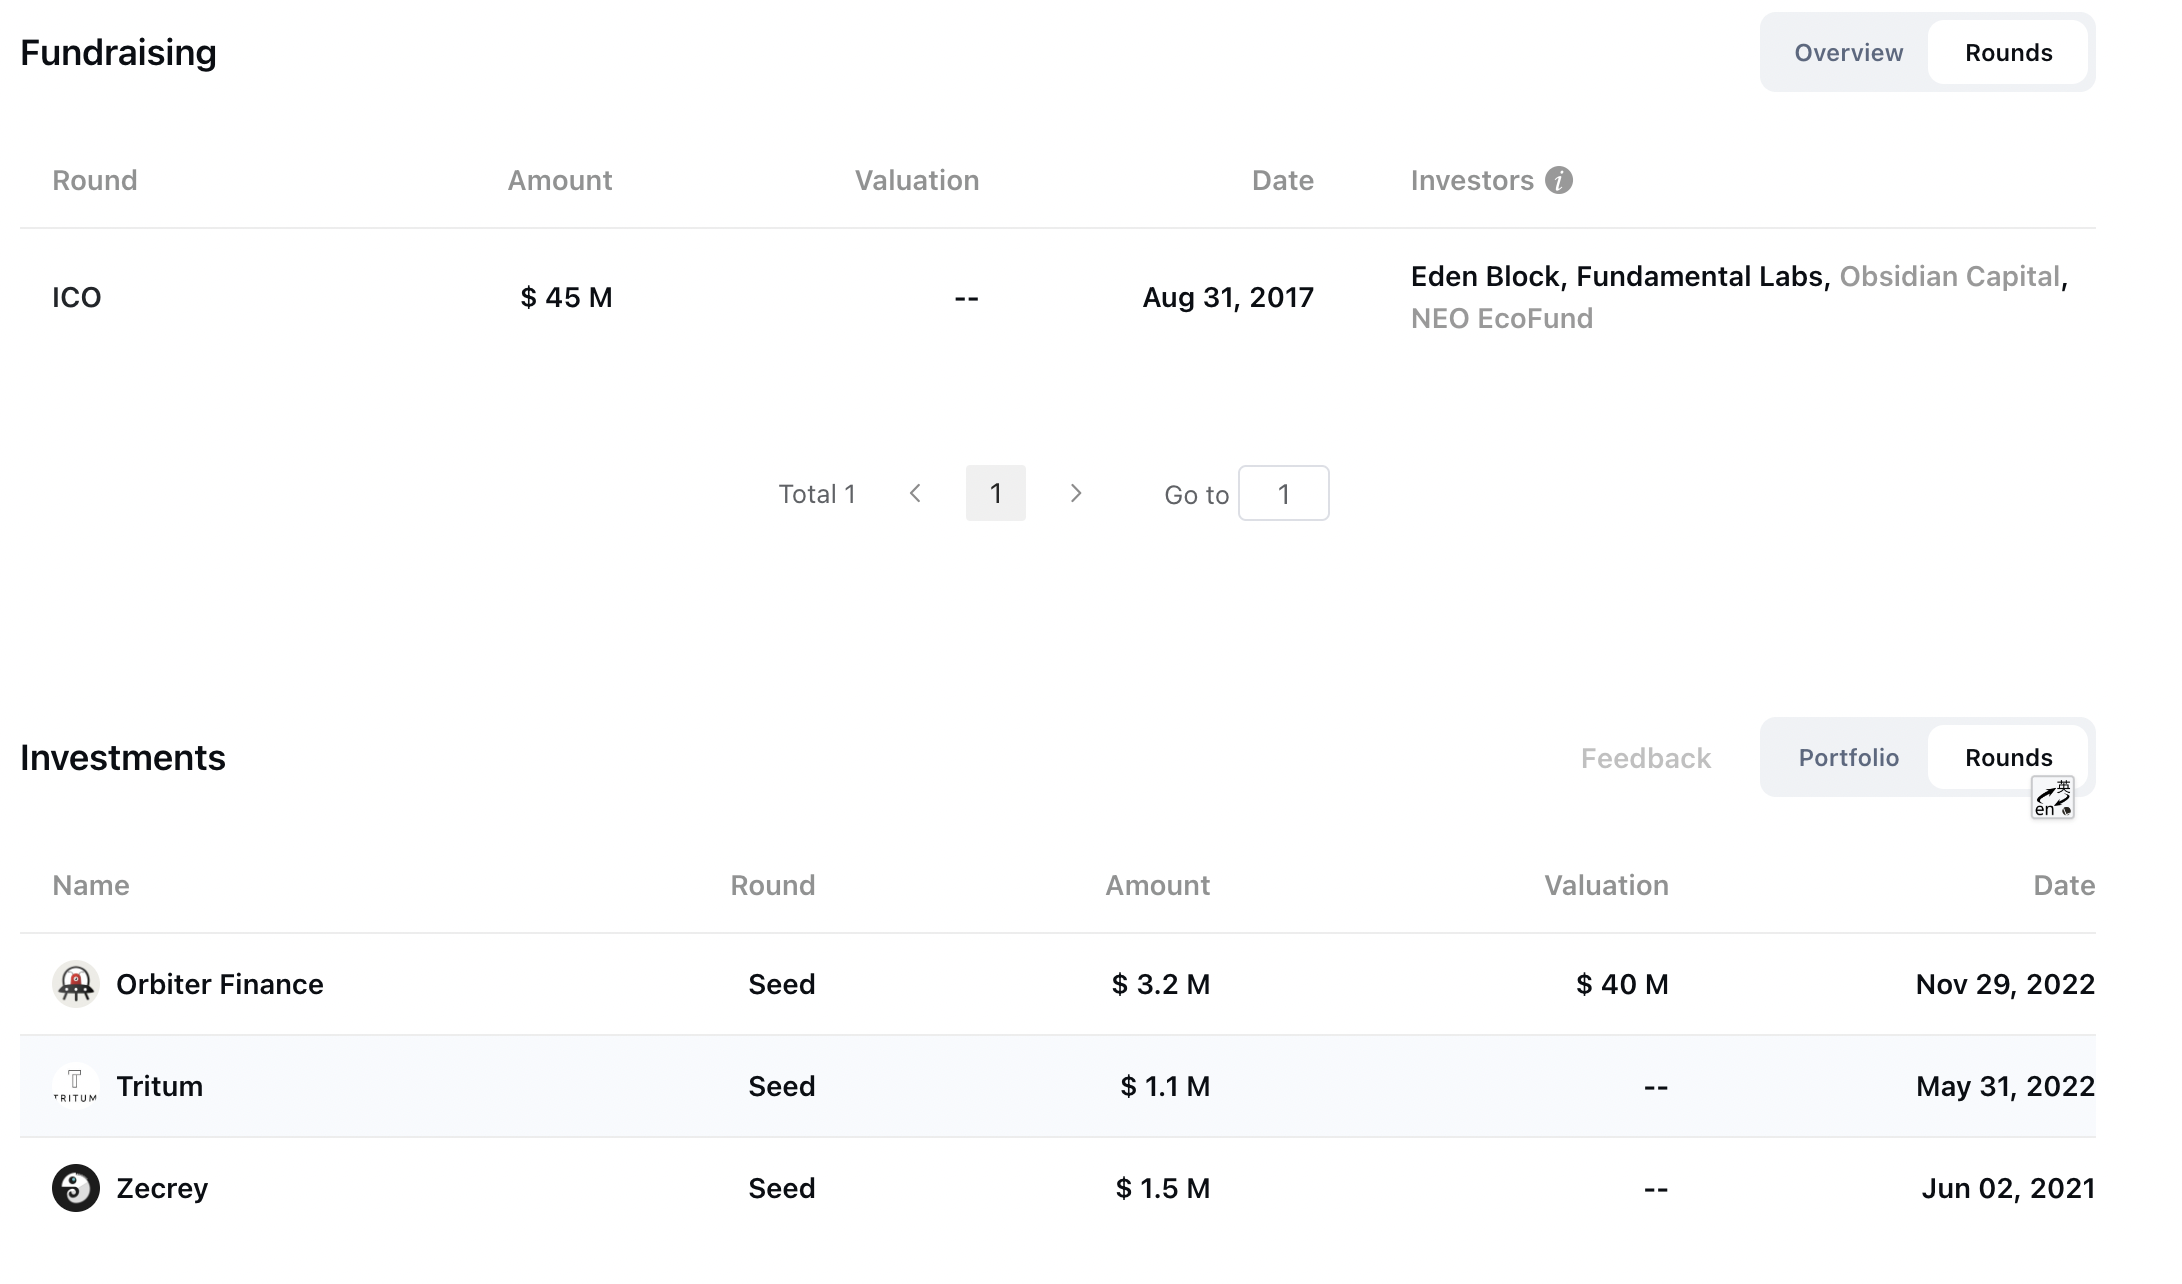 Fundraising
Overview
Rounds
Round Amount Valuation Date Investors i
ICO $ 45 M -- Aug 31, 2017 Eden Block, Fundamental Labs, Obsidian Capital,
NEO EcoFund
Total 1 < 1 > Go to 1
Investments
Feedback
Portfolio
Rounds
英
en
Name Round Amount Valuation Date
Orbiter Finance Seed $ 3.2 M $ 40 M Nov 29, 2022
T
TRITUM
Tritum Seed $ 1.1 M -- May 31, 2022
Zecrey Seed $ 1.5 M -- Jun 02, 2021